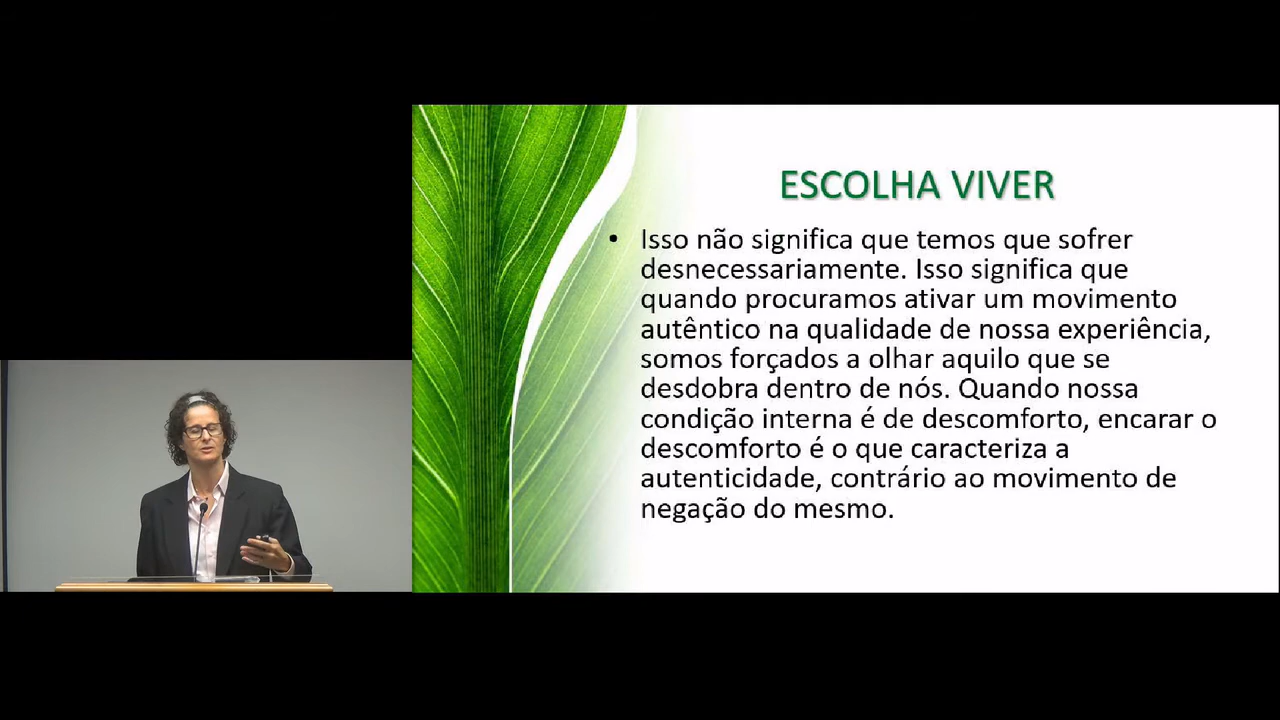 ESCOLHA VIVER
• Isso não significa que temos que sofrer
desnecessariamente. Isso significa que
quando procuramos ativar um movimento
autêntico na qualidade de nossa experiência,
somos forçados a olhar aquilo que se
desdobra dentro de nós. Quando nossa
condição interna é de descomforto, encarar o
descomforto é o que caracteriza a
autenticidade, contrário ao movimento de
negação do mesmo.